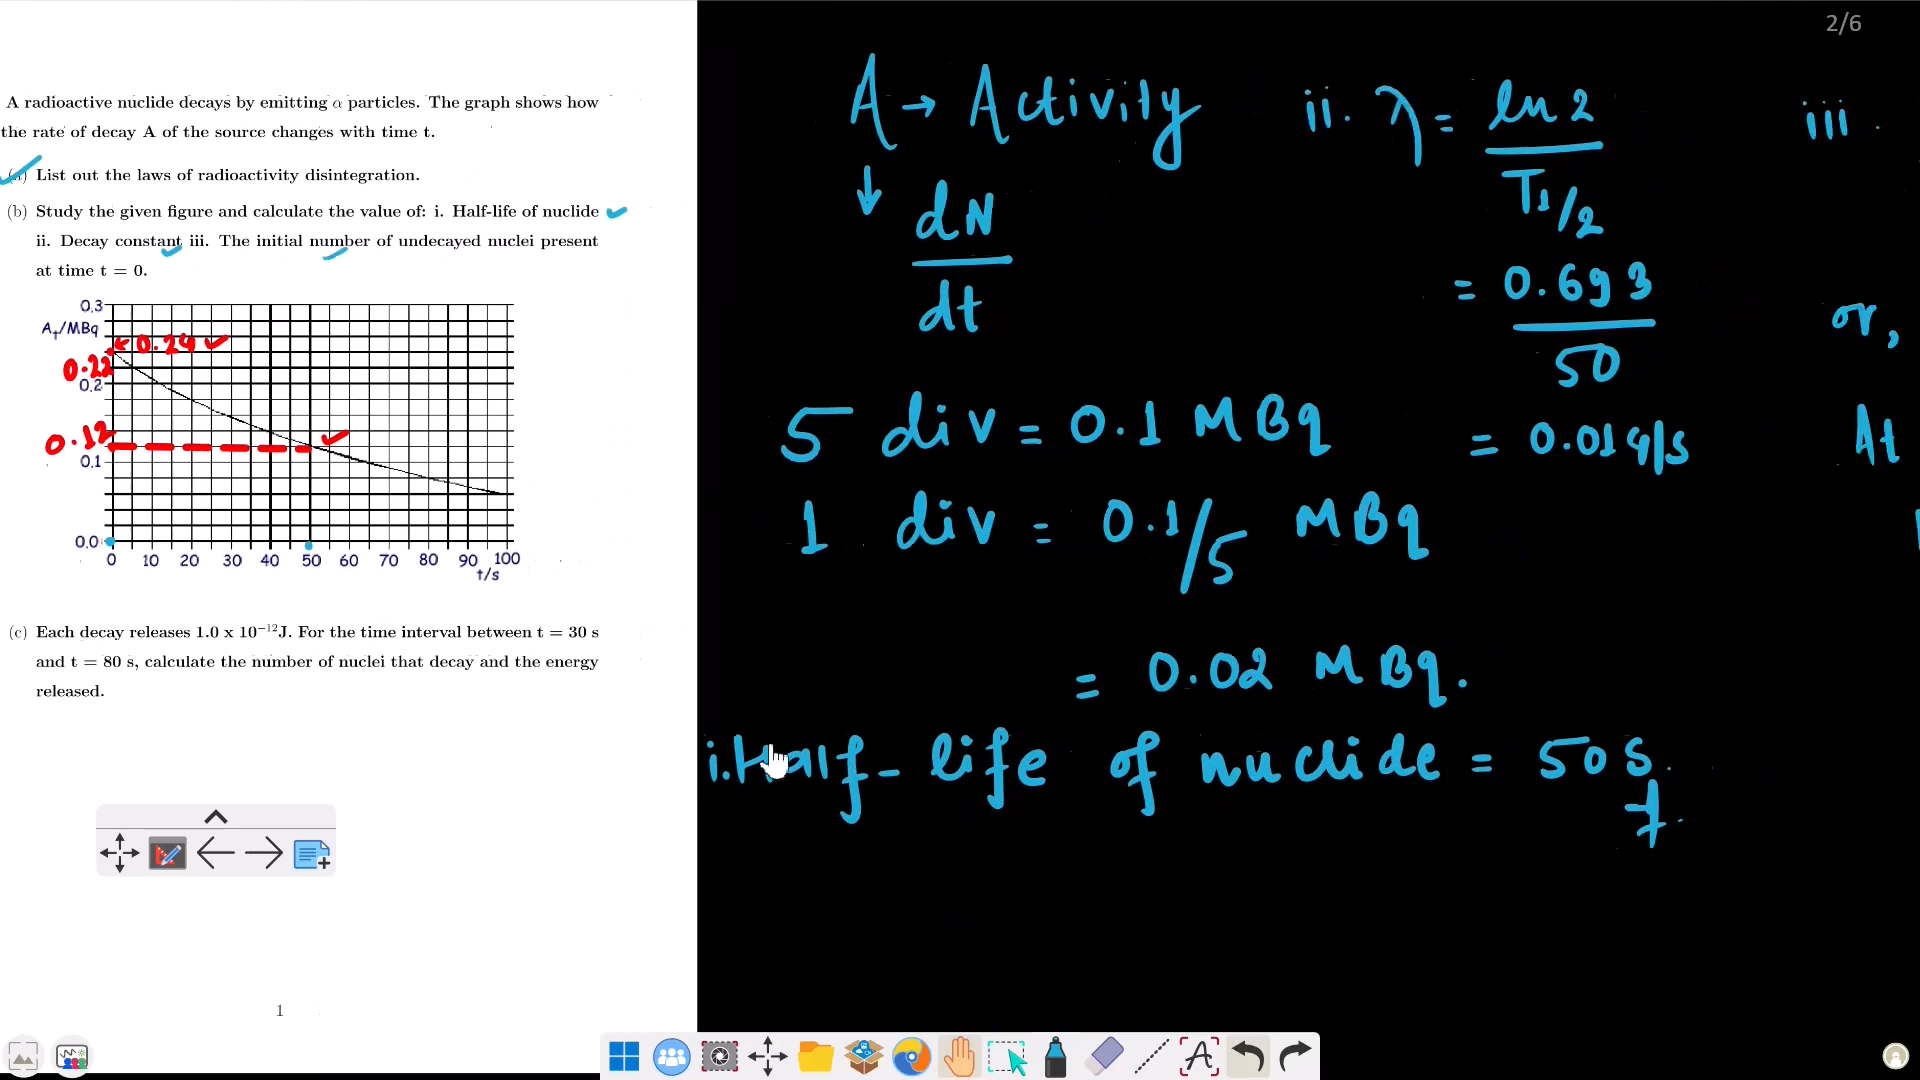 2/6
A radioactive nuclide decays by emitting α particles. The graph shows how
the rate of decay A of the source changes with time t.
(a) List out the laws of radioactivity disintegration.
(b) Study the given figure and calculate the value of: i. Half-life of nuclide
ii. Decay constant iii. The initial number of undecayed nuclei present
at time t = 0.
0.3
A_t/MBq
0.24
0.22
0.2
0.12
0.1
0.0
0 10 20 30 40 50 60 70 80 90 100
t/s
(c) Each decay releases 1.0 x 10⁻¹²J. For the time interval between t = 30 s
and t = 80 s, calculate the number of nuclei that decay and the energy
released.
1
A → Activity
↓ dN
dt
5 div = 0.1 MBq
1 div = 0.1/5 MBq
= 0.02 MBq.
i. Half-life of nuclide = 50 s.
ii. λ = ln 2
T1/2
= 0.693
50
= 0.014/s
iii.
or,
At